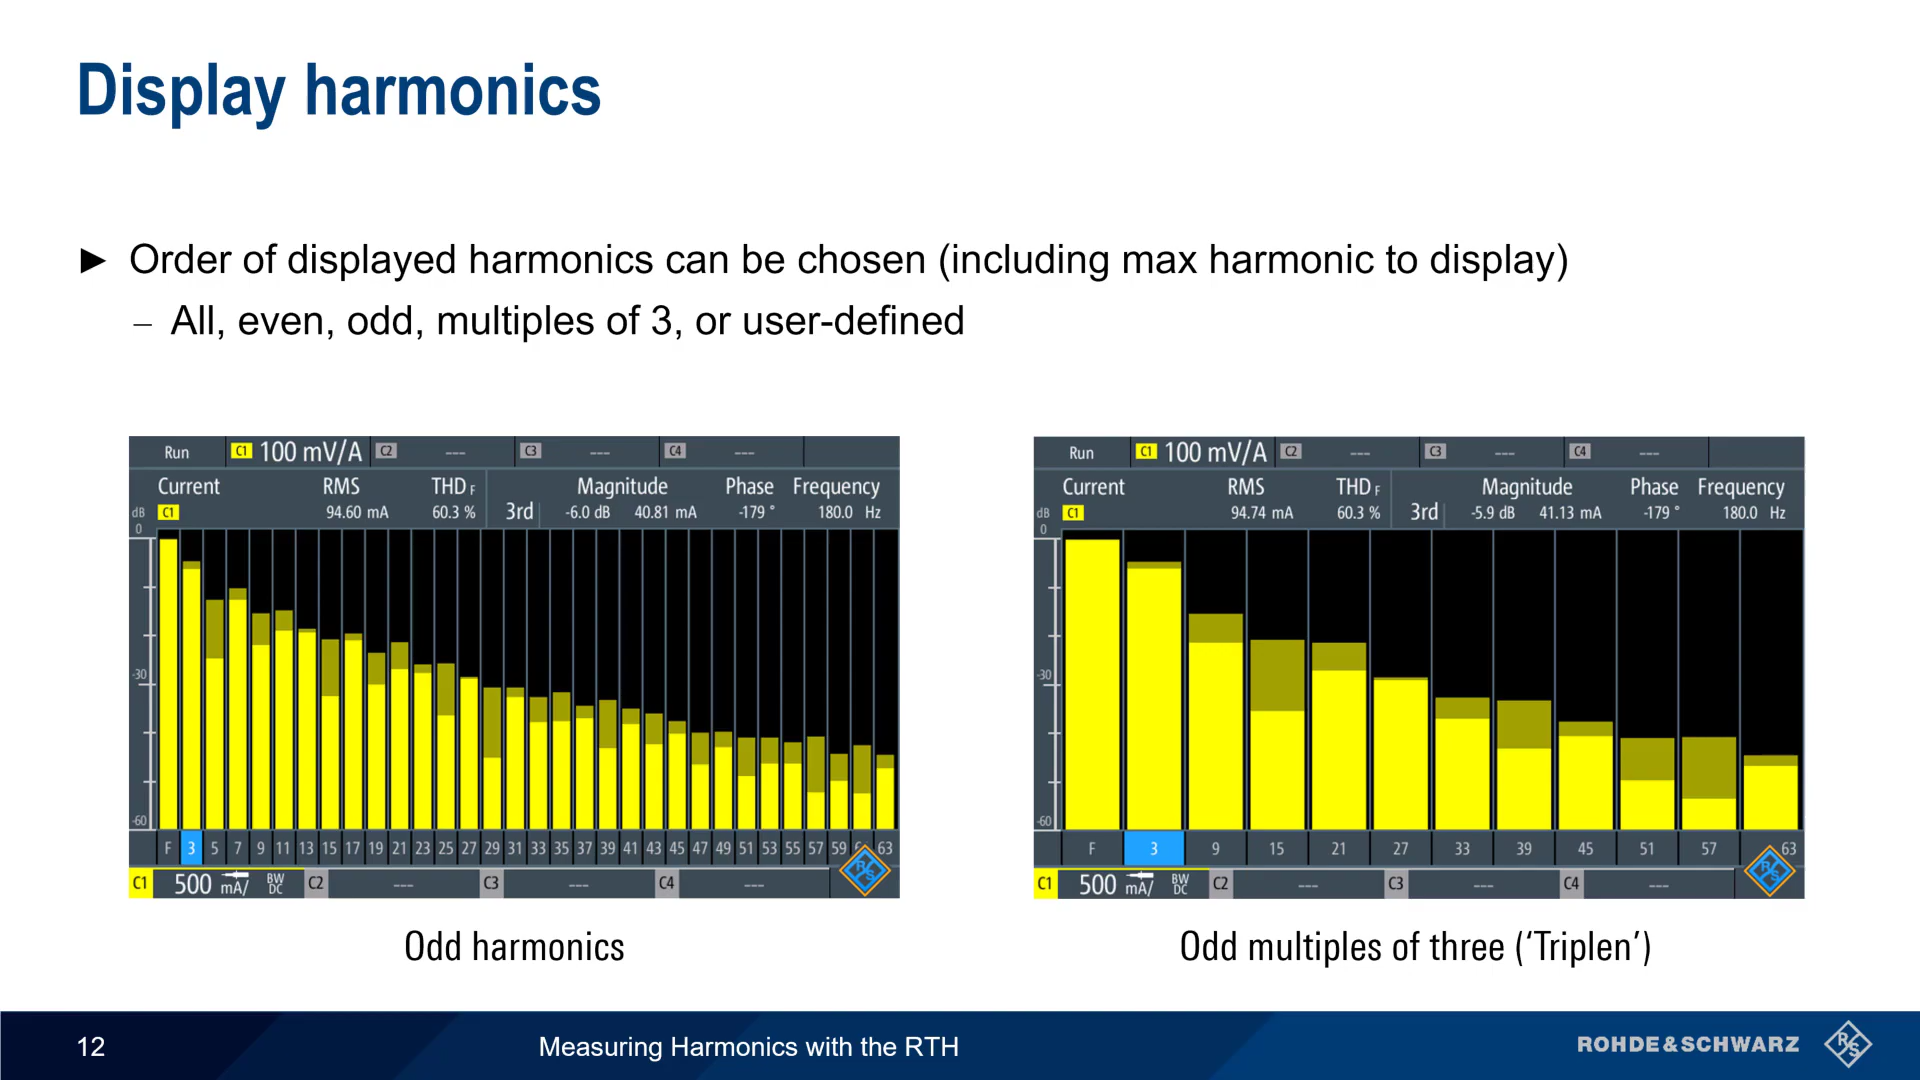 Display harmonics
► Order of displayed harmonics can be chosen (including max harmonic to display)
– All, even, odd, multiples of 3, or user-defined
Run C1 100 mV/A C2 --- C3 --- C4 ---
Current RMS THD F Magnitude Phase Frequency
dB C1 94.60 mA 60.3 % 3rd -6.0 dB 40.81 mA -179 ° 180.0 Hz
0
-30
-60
F 3 5 7 9 11 13 15 17 19 21 23 25 27 29 31 33 35 37 39 41 43 45 47 49 51 53 55 57 59 63
C1 500 mA/ BW DC C2 --- C3 --- C4 ---
Odd harmonics
Run C1 100 mV/A C2 --- C3 --- C4 ---
Current RMS THD F Magnitude Phase Frequency
dB C1 94.74 mA 60.3 % 3rd -5.9 dB 41.13 mA -179 ° 180.0 Hz
0
-30
-60
F 3 9 15 21 27 33 39 45 51 57 63
C1 500 mA/ BW DC C2 --- C3 --- C4 ---
Odd multiples of three (‘Triplen’)
12 Measuring Harmonics with the RTH ROHDE&SCHWARZ R&S